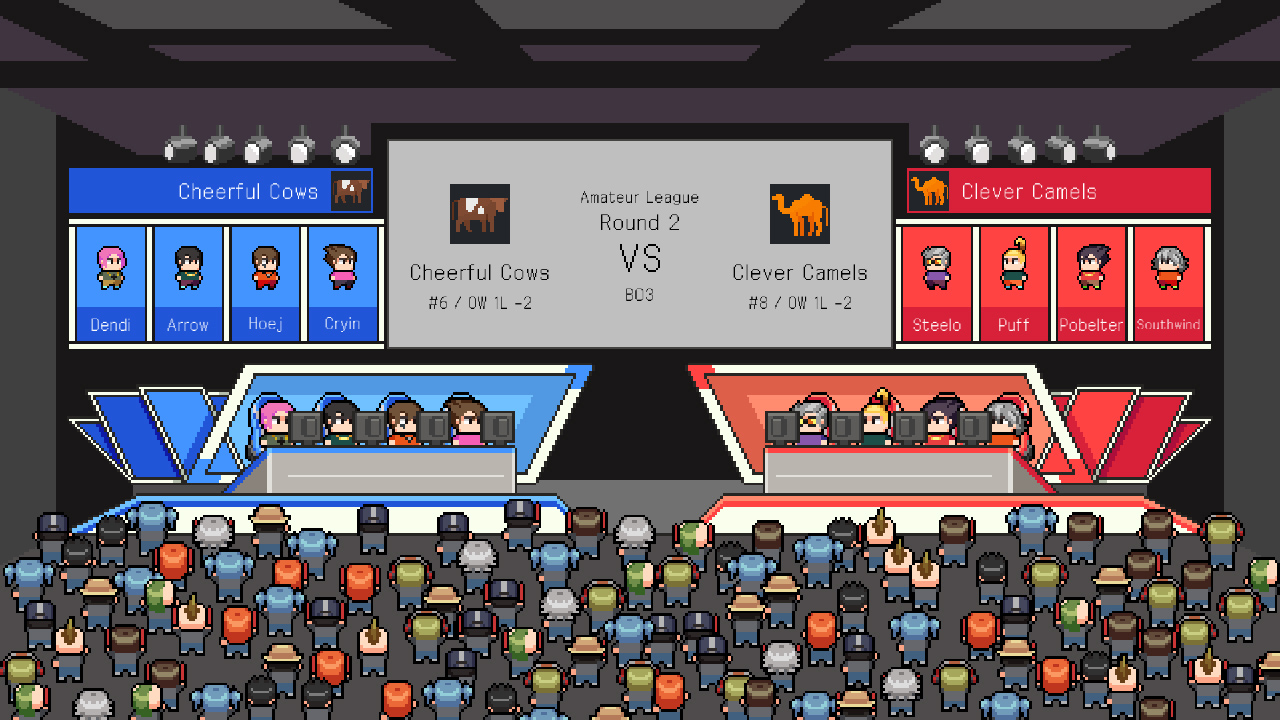 Cheerful Cows
Clever Camels
Amateur League
Round 2
VS
BO3
Cheerful Cows
#6 / 0W 1L -2
Clever Camels
#8 / 0W 1L -2
Dendi
Arrow
Hoej
Cryin
Steelo
Puff
Pobelter
Southwind